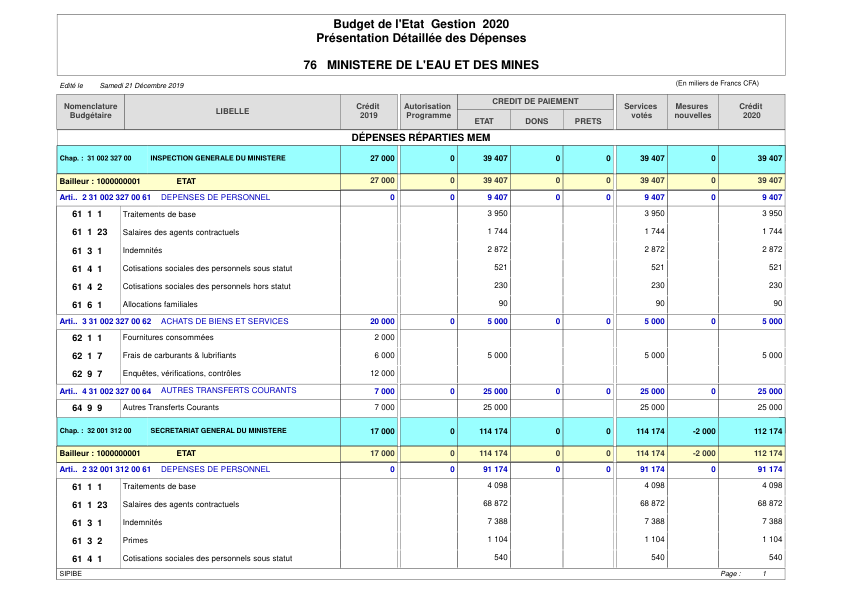 Budget de l'Etat Gestion 2020
Présentation Détaillée des Dépenses
76 MINISTERE DE L'EAU ET DES MINES
Edité le Samedi 21 Décembre 2019 (En miliers de Francs CFA)
Nomenclature Budgétaire LIBELLE Crédit 2019 Autorisation Programme CREDIT DE PAIEMENT Services votés Mesures nouvelles Crédit 2020
ETAT DONS PRETS
DÉPENSES RÉPARTIES MEM
Chap. : 31 002 327 00 INSPECTION GENERALE DU MINISTERE 27 000 0 39 407 0 0 39 407 0 39 407
Bailleur : 1000000001 ETAT 27 000 0 39 407 0 0 39 407 0 39 407
Arti.. 2 31 002 327 00 61 DEPENSES DE PERSONNEL 0 0 9 407 0 0 9 407 0 9 407
61 1 1 Traitements de base 3 950 3 950 3 950
61 1 23 Salaires des agents contractuels 1 744 1 744 1 744
61 3 1 Indemnités 2 872 2 872 2 872
61 4 1 Cotisations sociales des personnels sous statut 521 521 521
61 4 2 Cotisations sociales des personnels hors statut 230 230 230
61 6 1 Allocations familiales 90 90 90
Arti.. 3 31 002 327 00 62 ACHATS DE BIENS ET SERVICES 20 000 0 5 000 0 0 5 000 0 5 000
62 1 1 Fournitures consommées 2 000
62 1 7 Frais de carburants & lubrifiants 6 000 5 000 5 000 5 000
62 9 7 Enquêtes, vérifications, contrôles 12 000
Arti.. 4 31 002 327 00 64 AUTRES TRANSFERTS COURANTS 7 000 0 25 000 0 0 25 000 0 25 000
64 9 9 Autres Transferts Courants 7 000 25 000 25 000 25 000
Chap. : 32 001 312 00 SECRETARIAT GENERAL DU MINISTERE 17 000 0 114 174 0 0 114 174 -2 000 112 174
Bailleur : 1000000001 ETAT 17 000 0 114 174 0 0 114 174 -2 000 112 174
Arti.. 2 32 001 312 00 61 DEPENSES DE PERSONNEL 0 0 91 174 0 0 91 174 0 91 174
61 1 1 Traitements de base 4 098 4 098 4 098
61 1 23 Salaires des agents contractuels 68 872 68 872 68 872
61 3 1 Indemnités 7 388 7 388 7 388
61 3 2 Primes 1 104 1 104 1 104
61 4 1 Cotisations sociales des personnels sous statut 540 540 540
SIPIBE Page : 1